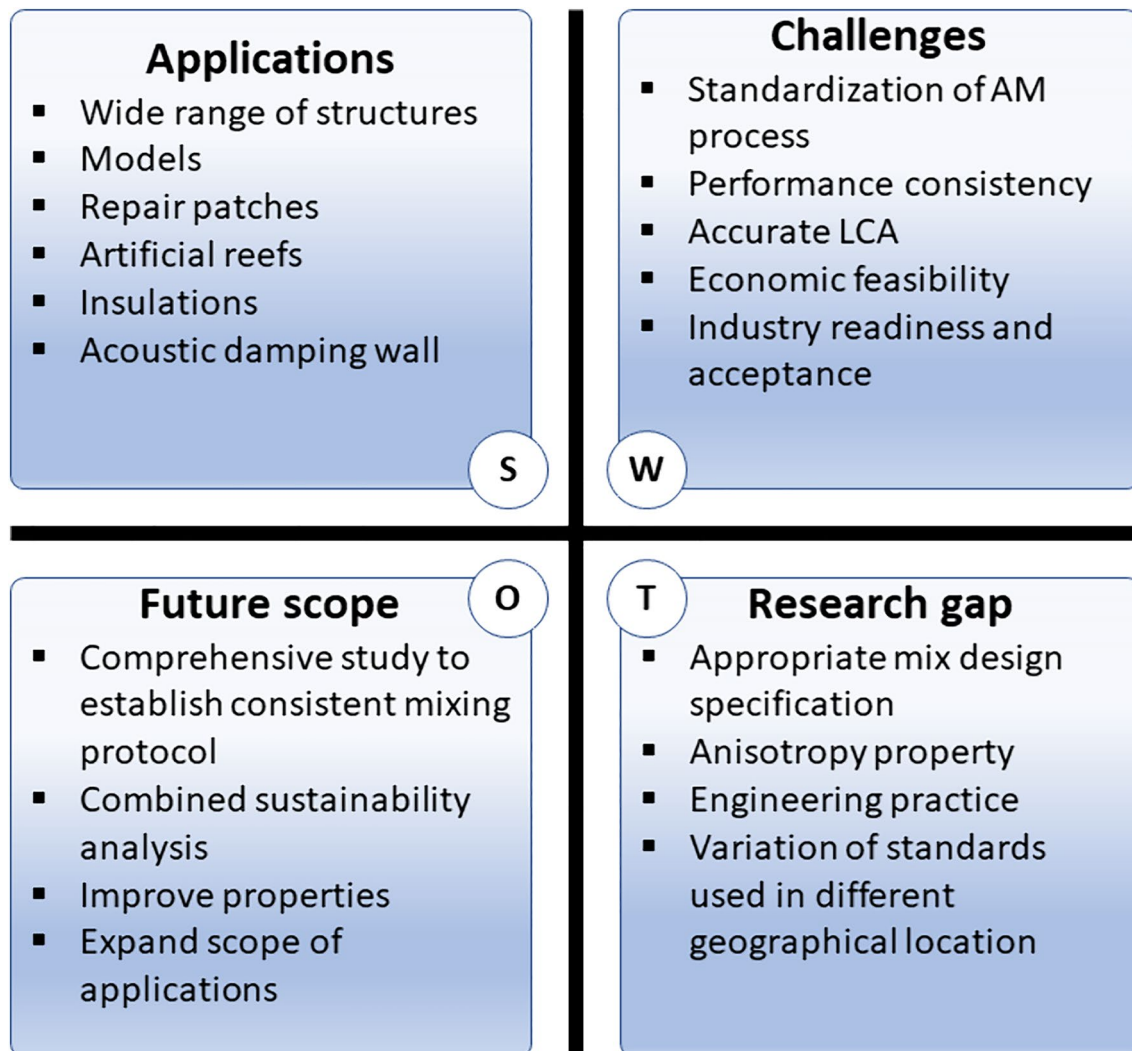 Applications
▪ Wide range of structures
▪ Models
▪ Repair patches
▪ Artificial reefs
▪ Insulations
▪ Acoustic damping wall
S
Challenges
▪ Standardization of AM
process
▪ Performance consistency
▪ Accurate LCA
▪ Economic feasibility
▪ Industry readiness and
acceptance
W
Future scope
O
▪ Comprehensive study to
establish consistent mixing
protocol
▪ Combined sustainability
analysis
▪ Improve properties
▪ Expand scope of
applications
T
Research gap
▪ Appropriate mix design
specification
▪ Anisotropy property
▪ Engineering practice
▪ Variation of standards
used in different
geographical location